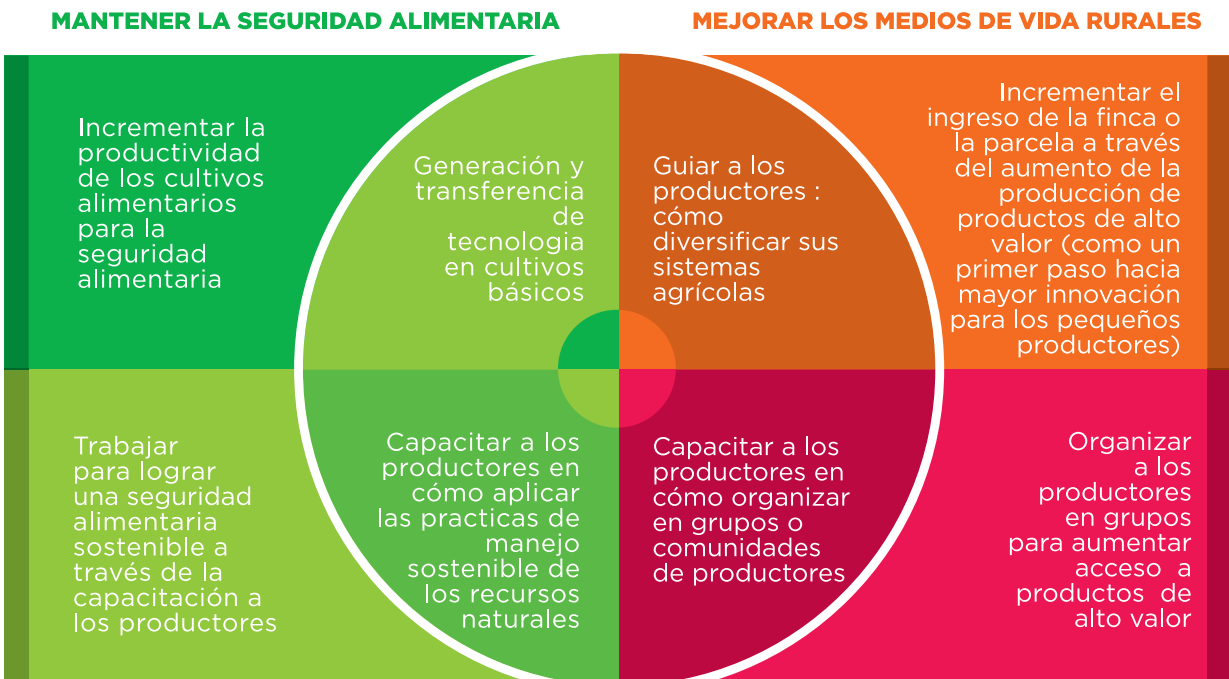 MANTENER LA SEGURIDAD ALIMENTARIA
MEJORAR LOS MEDIOS DE VIDA RURALES
Incrementar la
productividad
de los cultivos
alimentarios
para la
seguridad
alimentaria
Generación y
transferencia
de
tecnologia
en cultivos
básicos
Guiar a los
productores :
cómo
diversificar sus
sistemas
agrícolas
Incrementar el
ingreso de la finca o
la parcela a través
del aumento de la
producción de
productos de alto
valor (como un
primer paso hacia
mayor innovación
para los pequeños
productores)
Trabajar
para lograr
una seguridad
alimentaria
sostenible a
través de la
capacitación a
los productores
Capacitar a los
productores en
cómo aplicar
las practicas de
manejo
sostenible de
los recursos
naturales
Capacitar a los
productores en
cómo organizar
en grupos o
comunidades
de productores
Organizar
a los
productores
en grupos
para aumentar
acceso a
productos de
alto valor